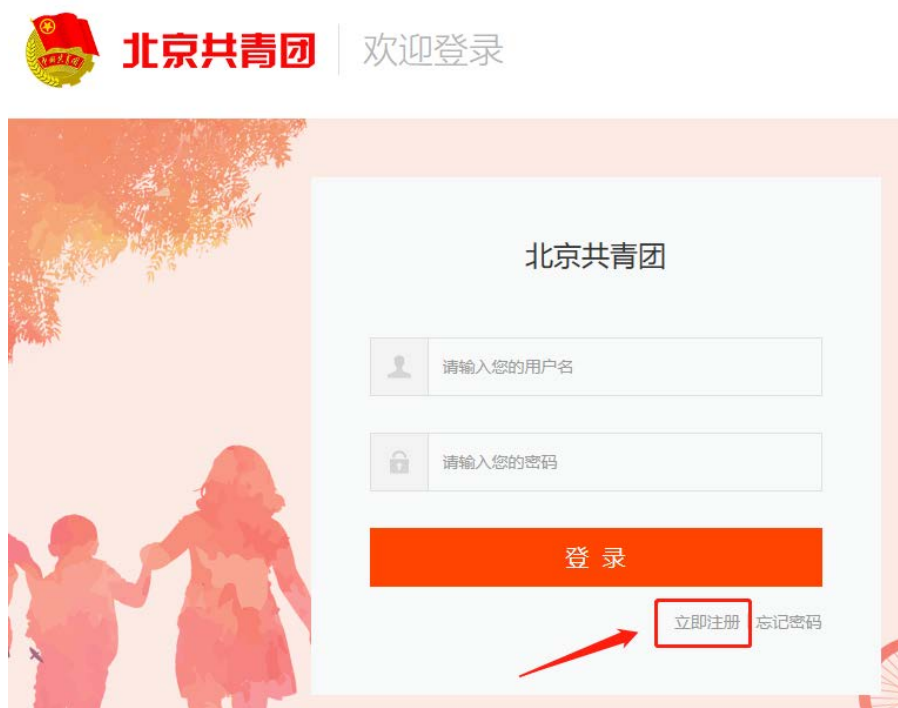 北京共青团 欢迎登录
北京共青团
请输入您的用户名
请输入您的密码
登 录
立即注册 忘记密码